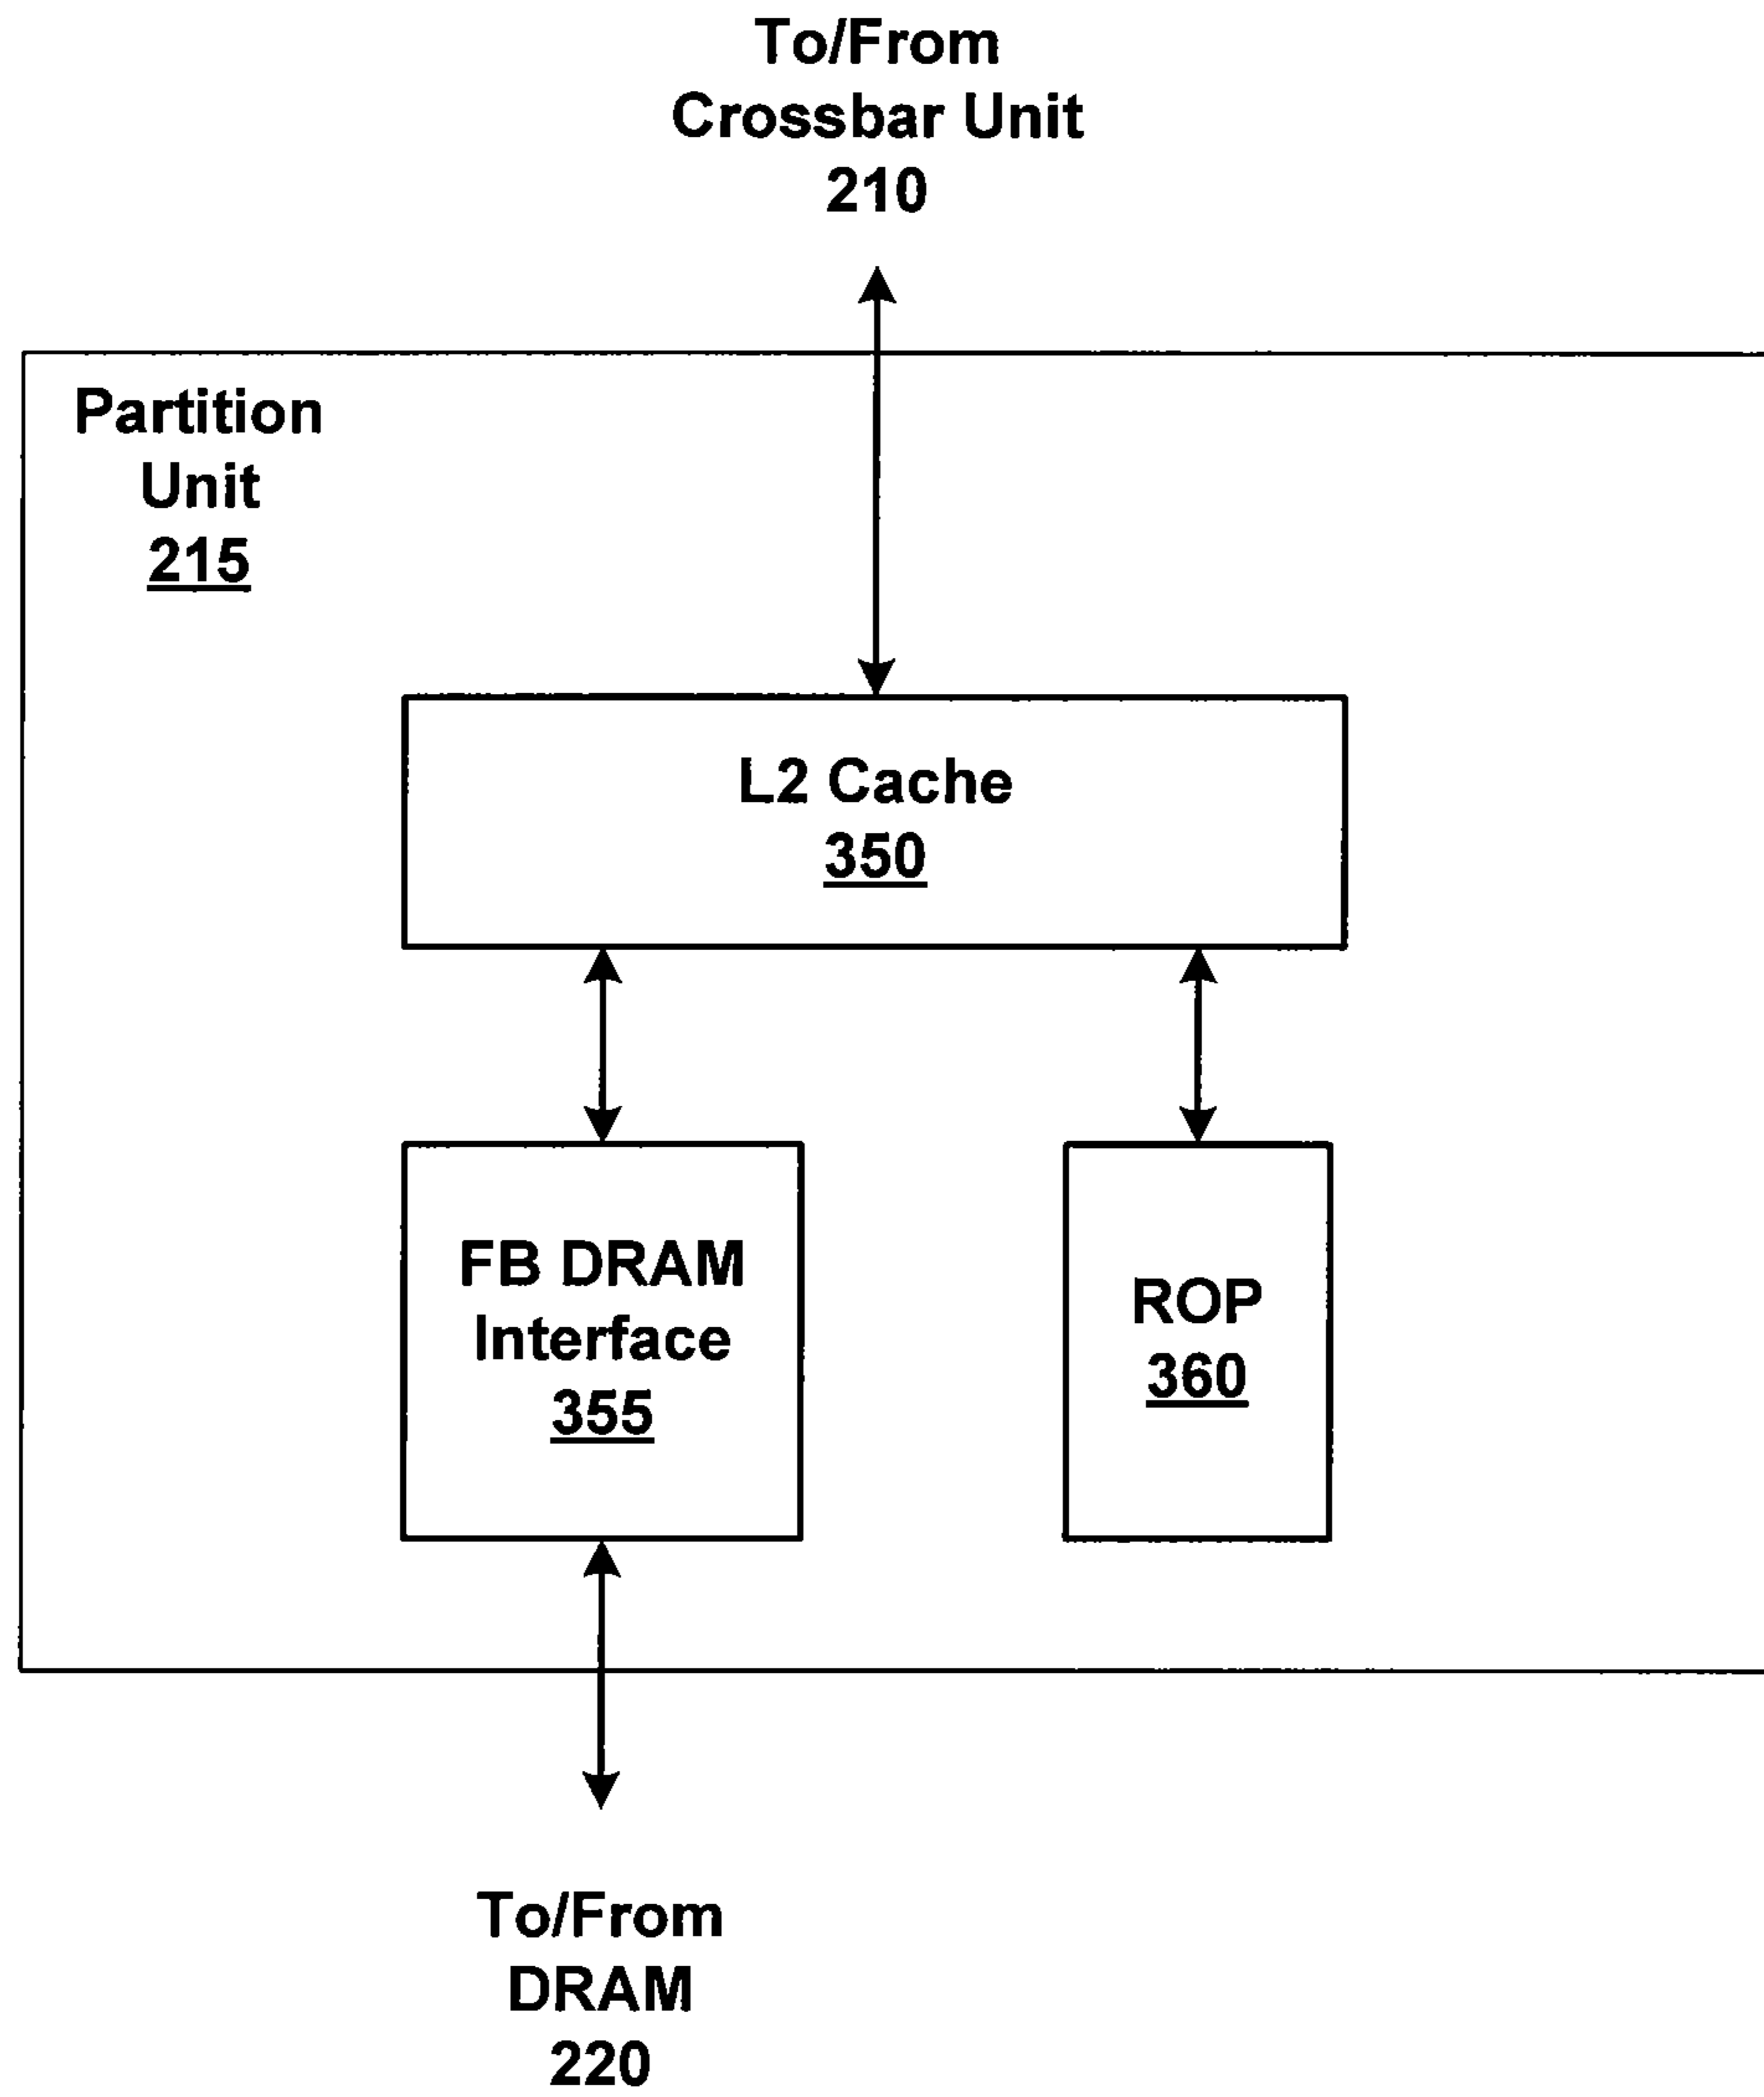 To/From
Crossbar Unit
210
Partition
Unit
215
L2 Cache
350
FB DRAM
Interface
355
ROP
360
To/From
DRAM
220